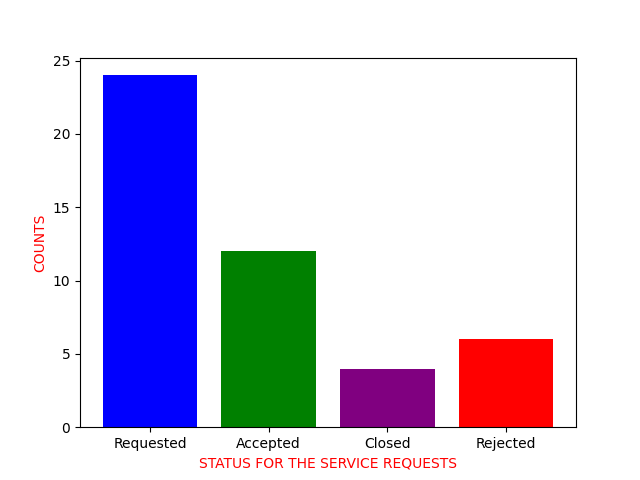 25
20
15
10
5
0
COUNTS
Requested Accepted Closed Rejected
STATUS FOR THE SERVICE REQUESTS